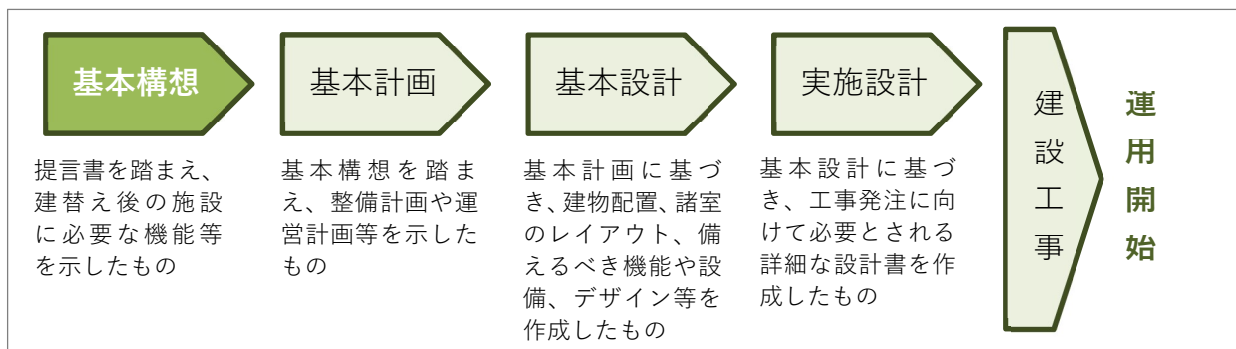 基本構想
提言書を踏まえ、
建替え後の施設
に必要な機能等
を示したもの
基本計画
基本構想を踏ま
え、整備計画や運
営計画等を示した
もの
基本設計
基本計画に基づ
き、建物配置、諸室
のレイアウト、備
えるべき機能や設
備、デザイン等を
作成したもの
実施設計
基本設計に基づ
き、工事発注に向
けて必要とされる
詳細な設計書を作
成したもの
建設工事
運用開始